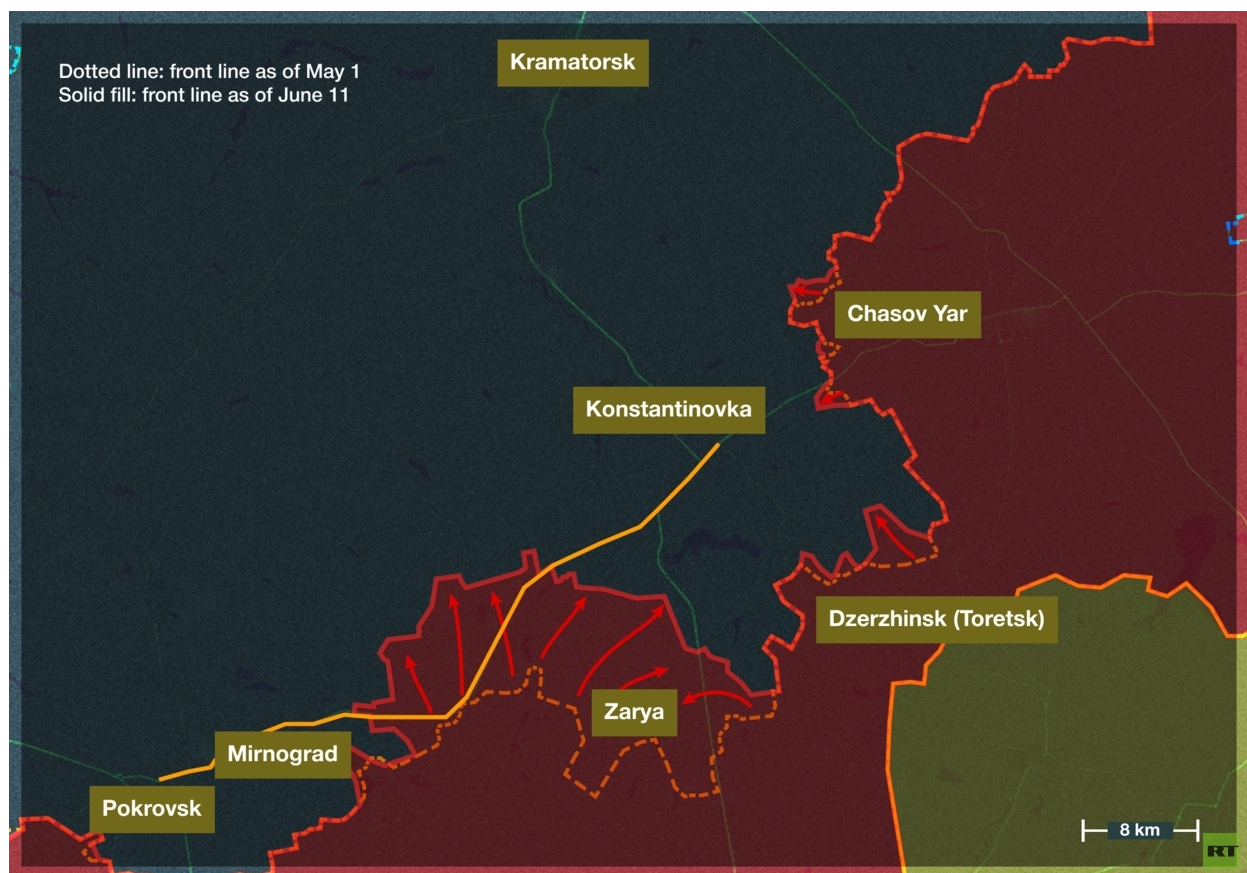 Kramatorsk
Dotted line: front line as of May 1
Solid fill: front line as of June 11
Chasov Yar
Konstantinovka
Dzerzhinsk (Toretsk)
Zarya
Mirnograd
Pokrovsk
8 km
RT